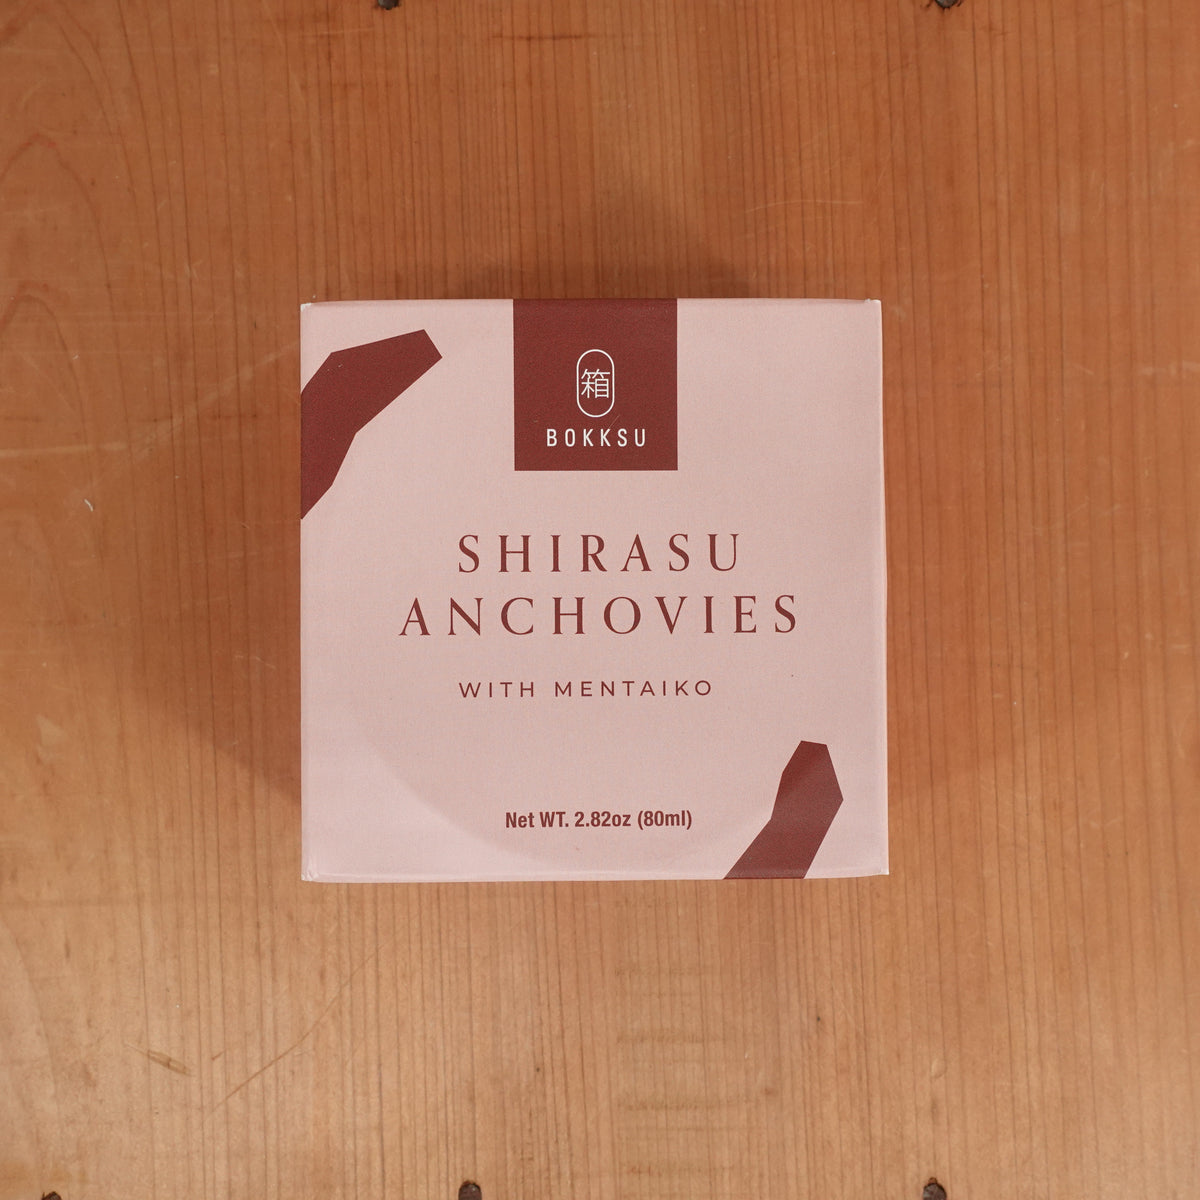 箱
BOKKSU
SHIRASU
ANCHOVIES
WITH MENTAIKO
Net WT. 2.82oz (80ml)